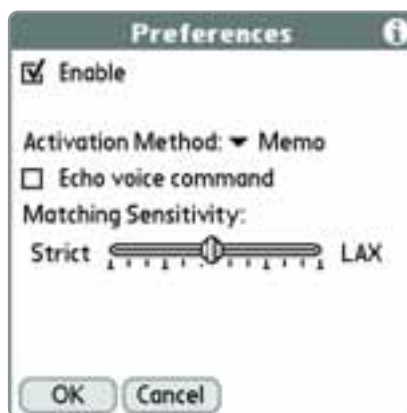 Preferences
Enable
Activation Method: Memo
Echo voice command
Matching Sensitivity:
Strict LAX
OK Cancel